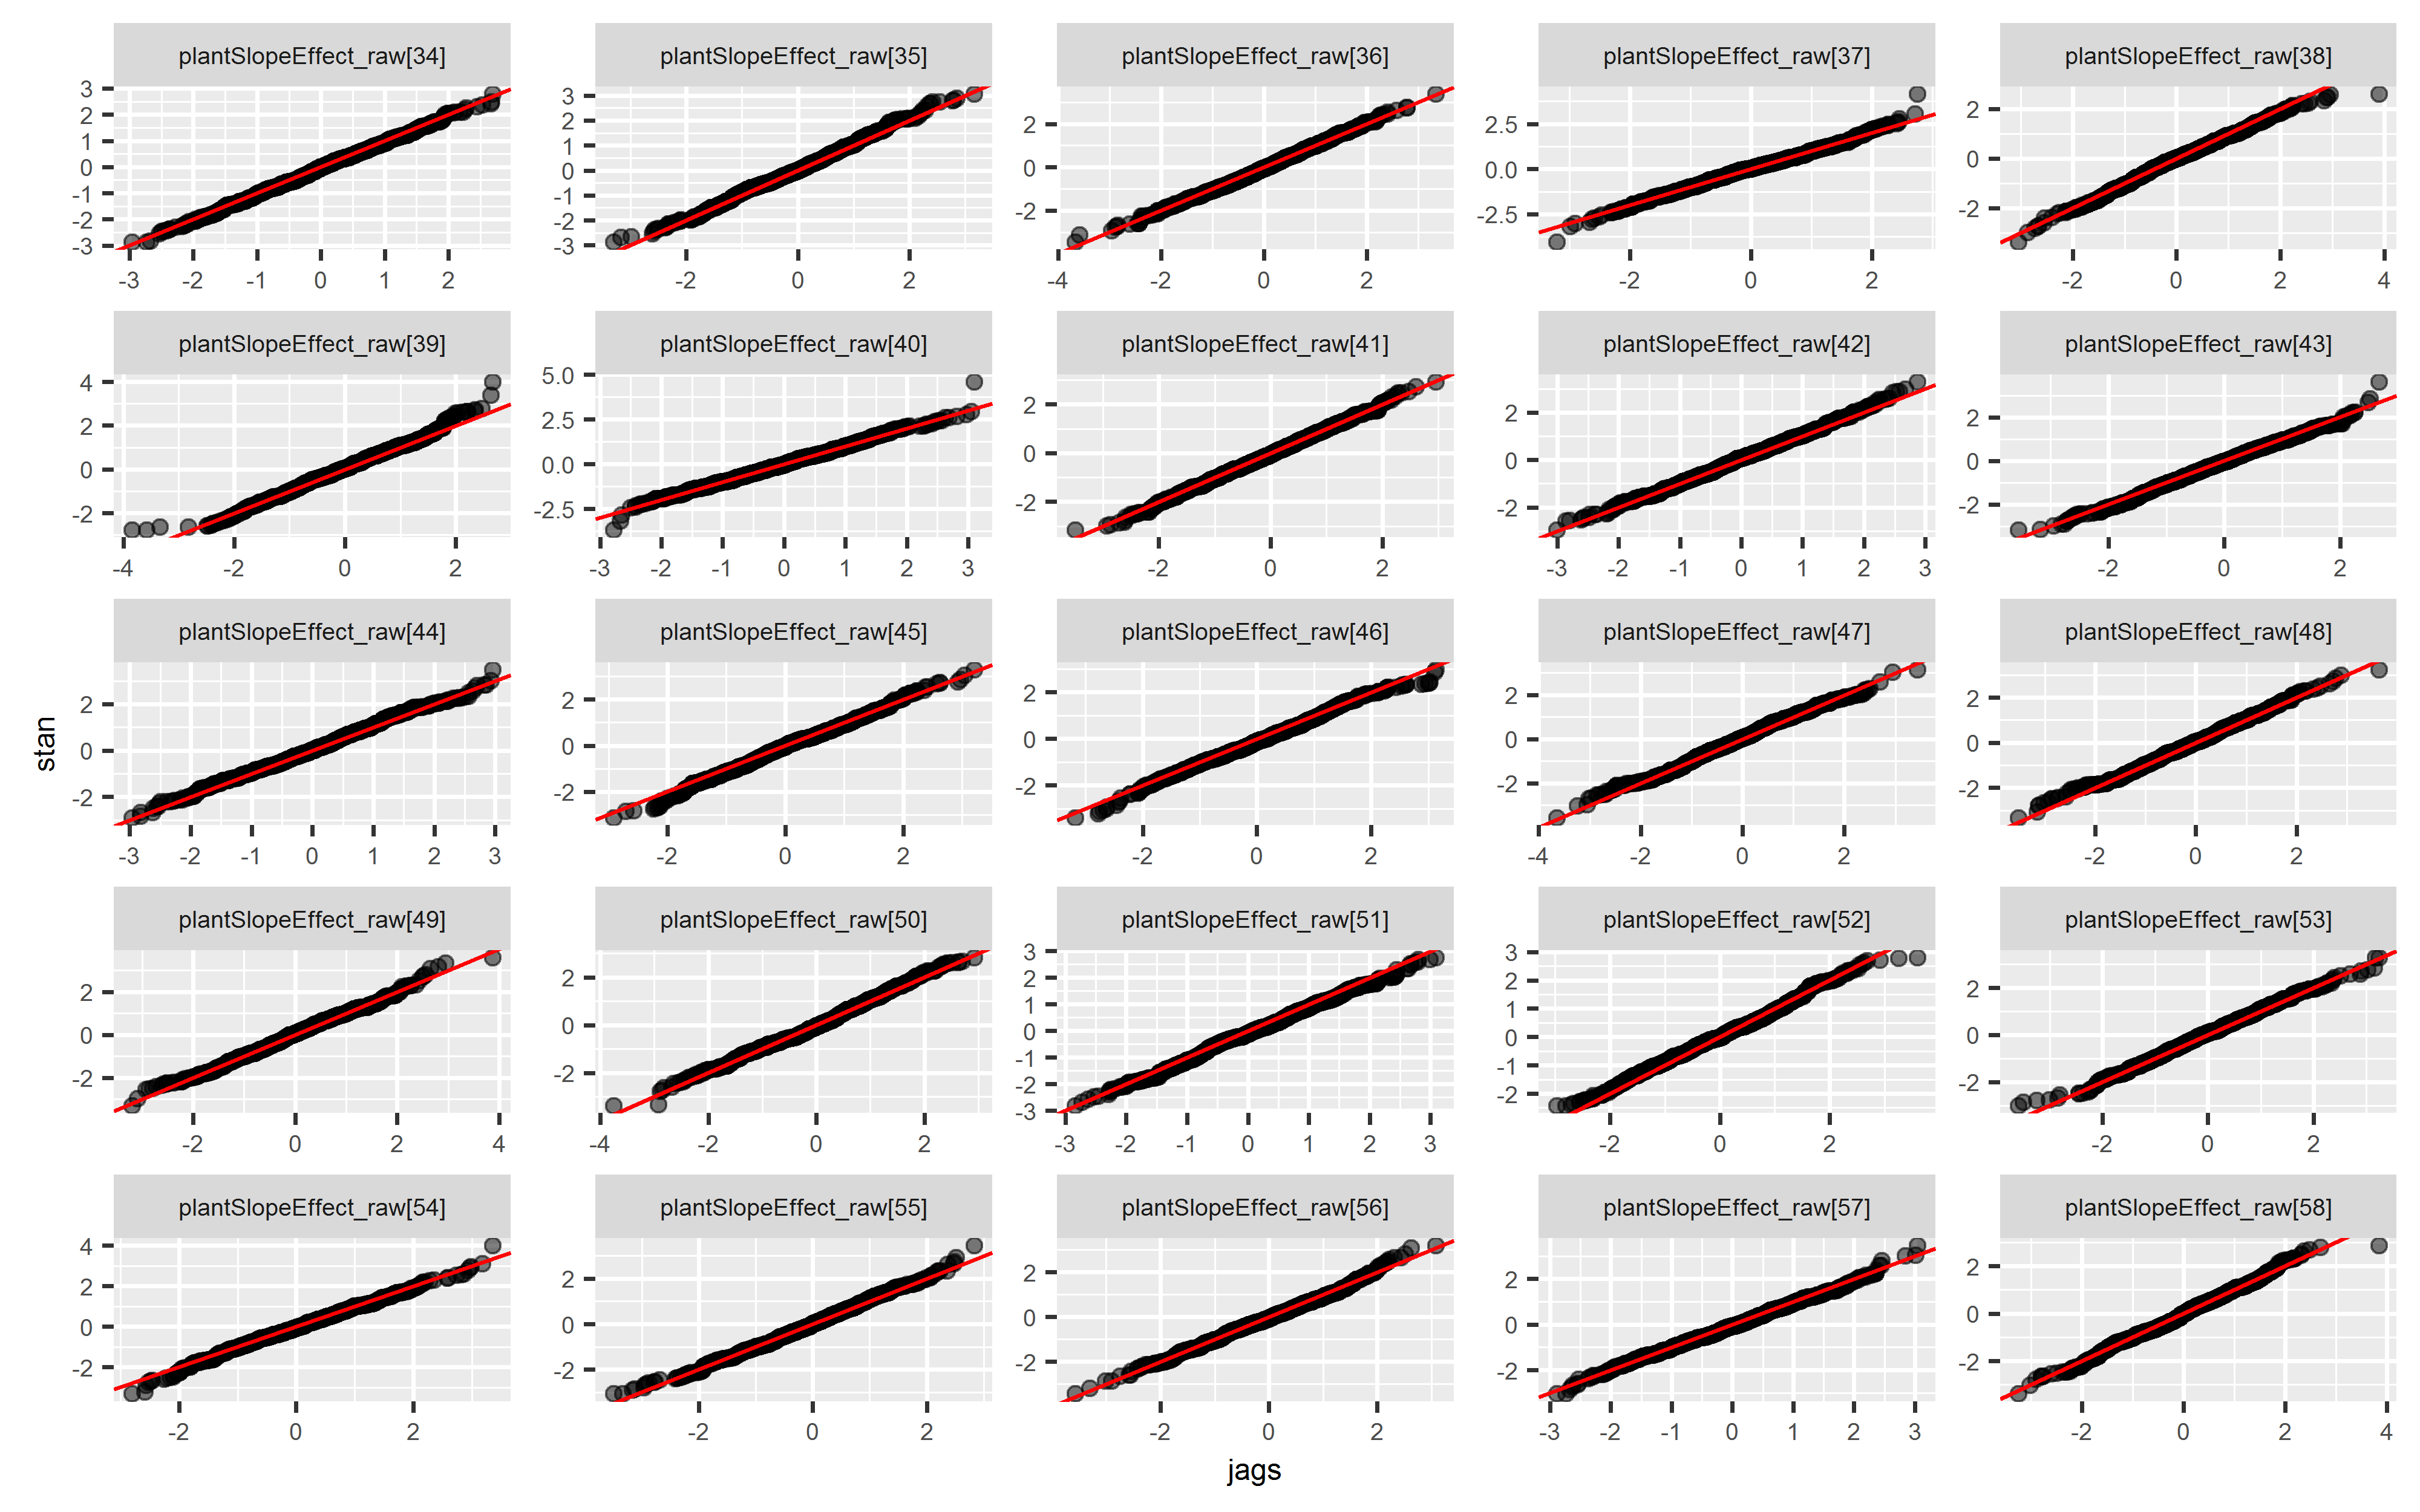 plantSlopeEffect_raw[34] plantSlopeEffect_raw[35] plantSlopeEffect_raw[36] plantSlopeEffect_raw[37] plantSlopeEffect_raw[38]
3 2 1 0 -1 -2 -3
3 2 1 0 -1 -2 -3
2 0 -2
2.5 0.0 -2.5
2 0 -2
-3 -2 -1 0 1 2
-2 0 2
-4 -2 0 2
-2 0 2
-2 0 2 4
plantSlopeEffect_raw[39] plantSlopeEffect_raw[40] plantSlopeEffect_raw[41] plantSlopeEffect_raw[42] plantSlopeEffect_raw[43]
4 2 0 -2
5.0 2.5 0.0 -2.5
2 0 -2
2 0 -2
2 0 -2
-4 -2 0 2
-3 -2 -1 0 1 2 3
-2 0 2
-3 -2 -1 0 1 2 3
-2 0 2
plantSlopeEffect_raw[44] plantSlopeEffect_raw[45] plantSlopeEffect_raw[46] plantSlopeEffect_raw[47] plantSlopeEffect_raw[48]
2 0 -2
2 0 -2
2 0 -2
2 0 -2
2 0 -2
-3 -2 -1 0 1 2 3
-2 0 2
-2 0 2
-4 -2 0 2
-2 0 2
stan
plantSlopeEffect_raw[49] plantSlopeEffect_raw[50] plantSlopeEffect_raw[51] plantSlopeEffect_raw[52] plantSlopeEffect_raw[53]
2 0 -2
2 0 -2
3 2 1 0 -1 -2 -3
3 2 1 0 -1 -2
2 0 -2
-2 0 2 4
-4 -2 0 2
-3 -2 -1 0 1 2 3
-2 0 2
-2 0 2
plantSlopeEffect_raw[54] plantSlopeEffect_raw[55] plantSlopeEffect_raw[56] plantSlopeEffect_raw[57] plantSlopeEffect_raw[58]
4 2 0 -2
2 0 -2
2 0 -2
2 0 -2
2 0 -2
-2 0 2
-2 0 2
-2 0 2
-3 -2 -1 0 1 2 3
-2 0 2 4
jags